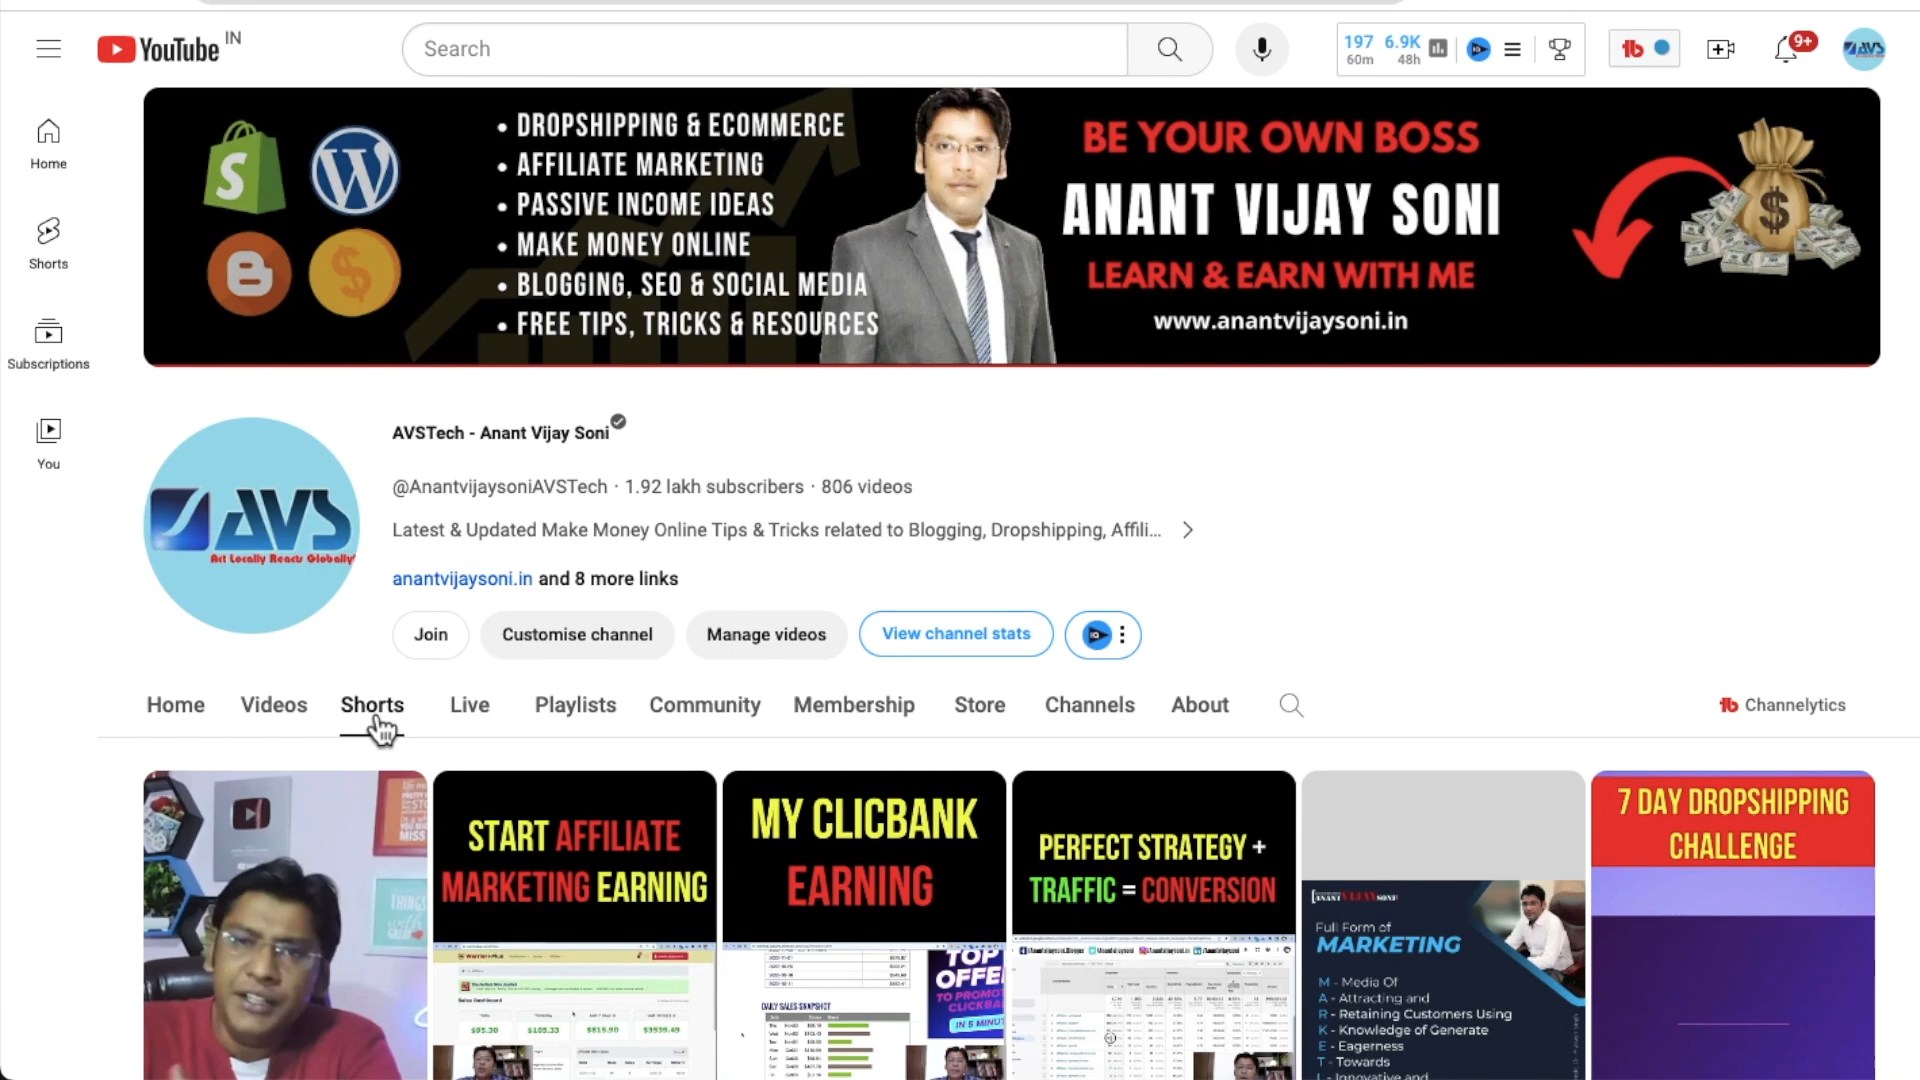 YouTube IN
Search
197 6.9K
60m 48h
9+
Home
Shorts
Subscriptions
You
• DROPSHIPPING & ECOMMERCE
• AFFILIATE MARKETING
• PASSIVE INCOME IDEAS
• MAKE MONEY ONLINE
• BLOGGING, SEO & SOCIAL MEDIA
• FREE TIPS, TRICKS & RESOURCES
BE YOUR OWN BOSS
ANANT VIJAY SONI
LEARN & EARN WITH ME
www.anantvijaysoni.in
AVS
Act Locally Reacts Globally!
AVSTech - Anant Vijay Soni
@AnantvijaysoniAVSTech · 1.92 lakh subscribers · 806 videos
Latest & Updated Make Money Online Tips & Tricks related to Blogging, Dropshipping, Affili...
anantvijaysoni.in and 8 more links
Join
Customise channel
Manage videos
View channel stats
Home
Videos
Shorts
Live
Playlists
Community
Membership
Store
Channels
About
Channelytics
START AFFILIATE
MARKETING EARNING
$95.30 $105.33 $815.90 $3539.49
MY CLICBANK
EARNING
DAILY SALES SNAPSHOT
TOP
OFFE
TO PROMO
CLICKBA
IN 5 MINUT
PERFECT STRATEGY +
TRAFFIC = CONVERSION
ANANT VIJAY SONI
Full Form of
MARKETING
M - Media Of
A - Attracting and
R - Retaining Customers Using
K - Knowledge of Generate
E - Eagerness
T - Towards
I - Innovative and
7 DAY DROPSHIPPING
CHALLENGE